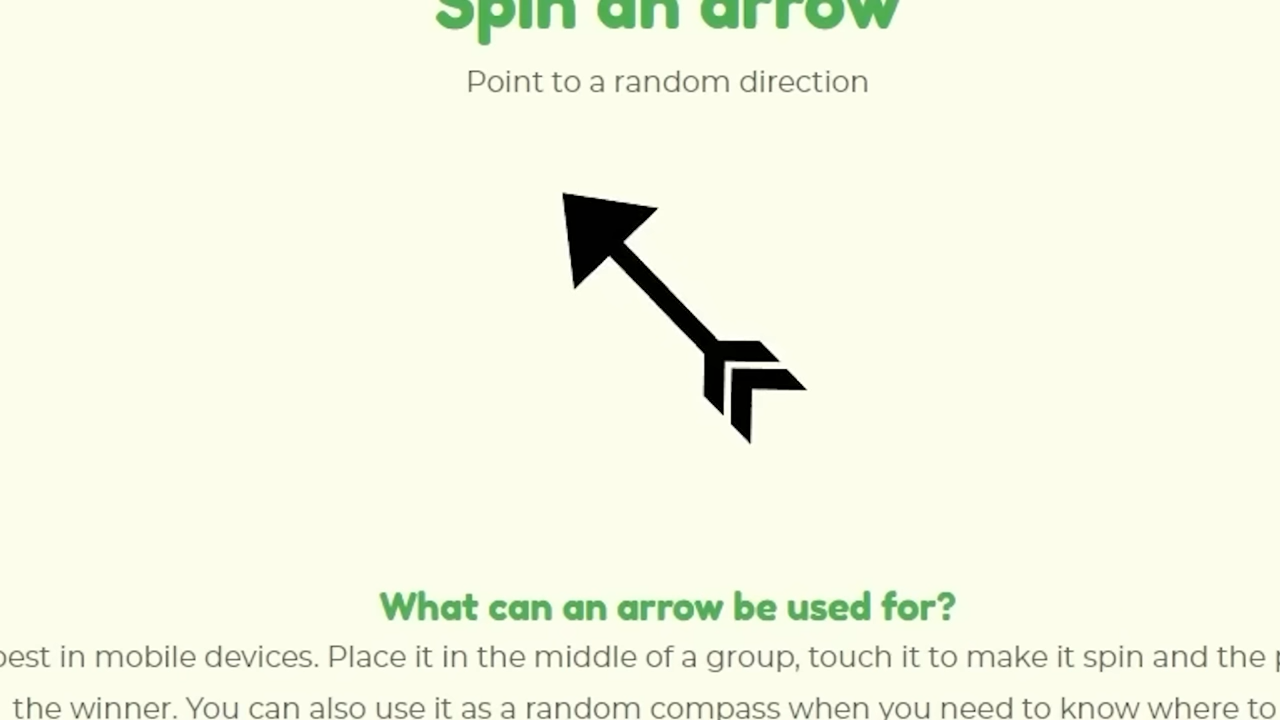 Spin an arrow
Point to a random direction
What can an arrow be used for?
best in mobile devices. Place it in the middle of a group, touch it to make it spin and the
the winner. You can also use it as a random compass when you need to know where to